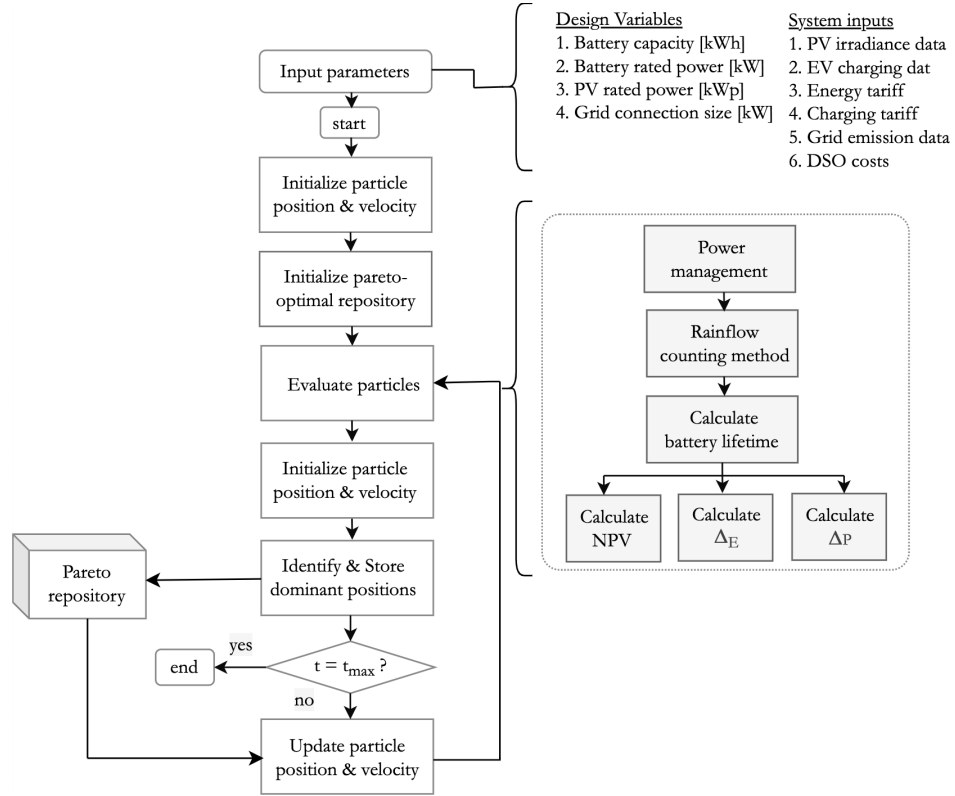 Design Variables
1. Battery capacity [kWh]
2. Battery rated power [kW]
3. PV rated power [kWp]
4. Grid connection size [kW]
System inputs
1. PV irradiance data
2. EV charging dat
3. Energy tariff
4. Charging tariff
5. Grid emission data
6. DSO costs
Input parameters
start
Initialize particle
position & velocity
Initialize pareto-
optimal repository
Evaluate particles
Initialize particle
position & velocity
Identify & Store
dominant positions
Pareto
repository
t = tmax ?
yes
end
no
Update particle
position & velocity
Power
management
Rainflow
counting method
Calculate
battery lifetime
Calculate
NPV
Calculate
ΔE
Calculate
ΔP